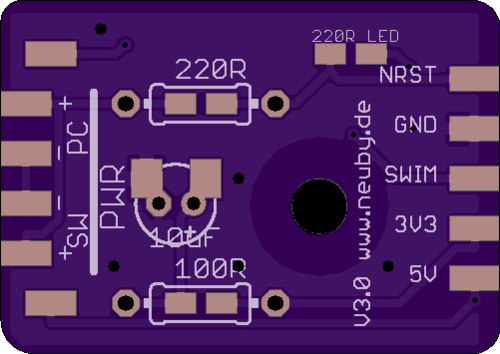 220R LED
220R
NRST
+
PC
-
GND
-
SW
+
PWR
SWIM
10uF
+
3V3
100R
5V
V3.0 www.neuby.de